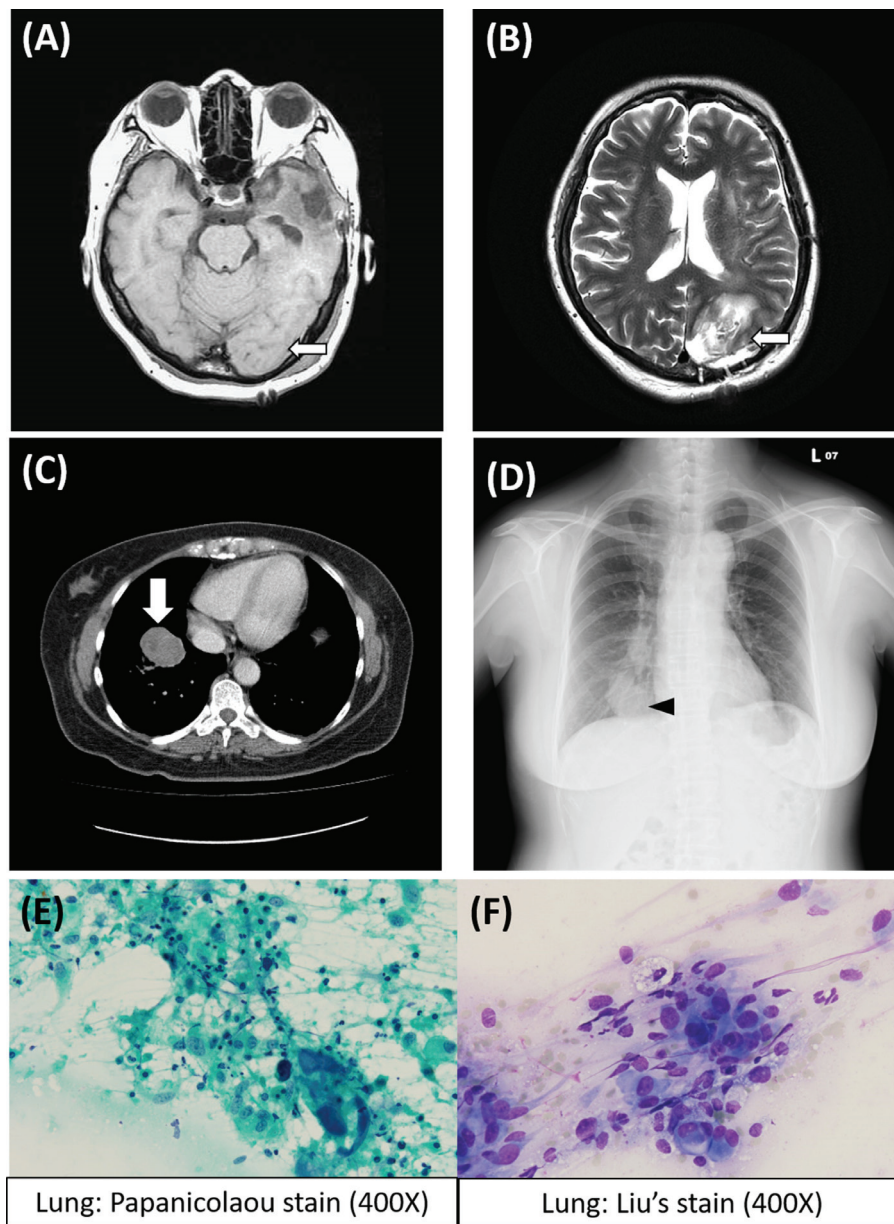 (A)
(B)
(C)
(D)
L 07
(E)
(F)
Lung: Papanicolaou stain (400X)
Lung: Liu's stain (400X)